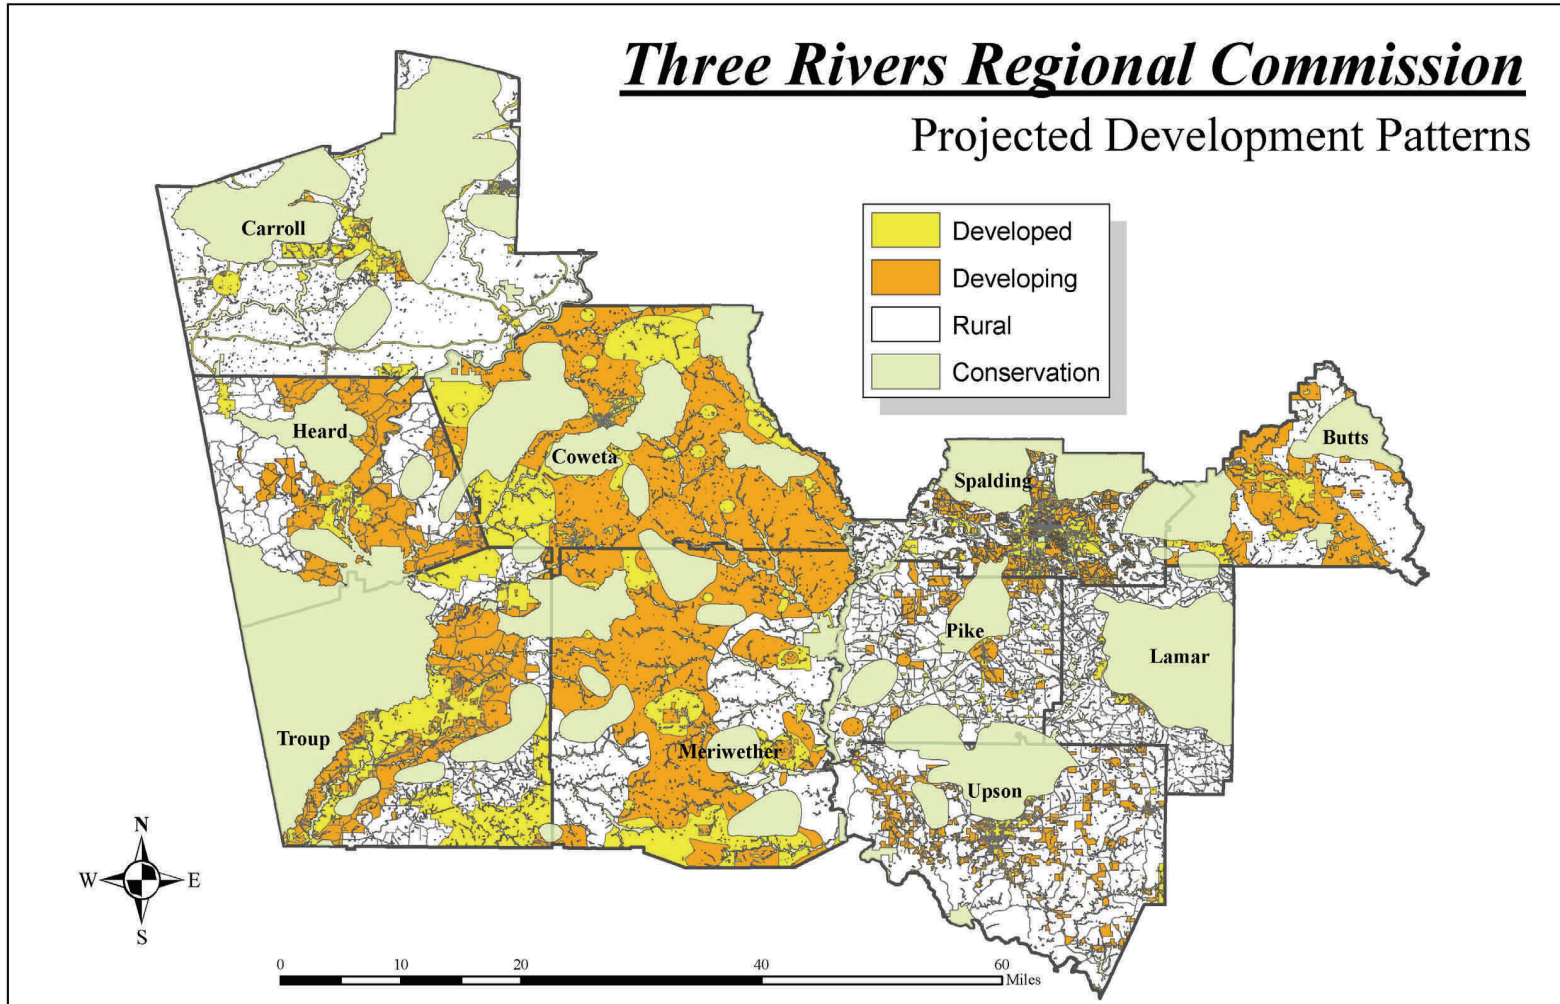 Three Rivers Regional Commission
Projected Development Patterns
Developed
Developing
Rural
Conservation
Carroll
Heard
Coweta
Spalding
Butts
Pike
Lamar
Troup
Meriwether
Upson
N
W E
S
0 10 20 40 60
Miles